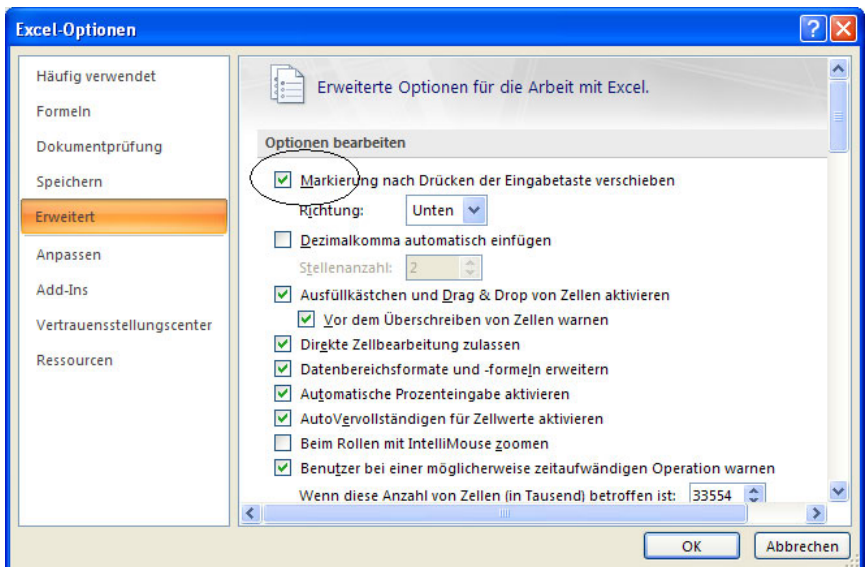 Excel-Optionen
Häufig verwendet
Formeln
Dokumentprüfung
Speichern
Erweitert
Anpassen
Add-Ins
Vertrauensstellungscenter
Ressourcen
Erweiterte Optionen für die Arbeit mit Excel.
Optionen bearbeiten
Markierung nach Drücken der Eingabetaste verschieben
Richtung: Unten
Dezimalkomma automatisch einfügen
Stellenanzahl: 2
Ausfüllkästchen und Drag & Drop von Zellen aktivieren
Vor dem Überschreiben von Zellen warnen
Direkte Zellbearbeitung zulassen
Datenbereichsformate und -formeln erweitern
Automatische Prozenteingabe aktivieren
AutoVervollständigen für Zellwerte aktivieren
Beim Rollen mit IntelliMouse zoomen
Benutzer bei einer möglicherweise zeitaufwändigen Operation warnen
Wenn diese Anzahl von Zellen (in Tausend) betroffen ist: 33554
OK Abbrechen